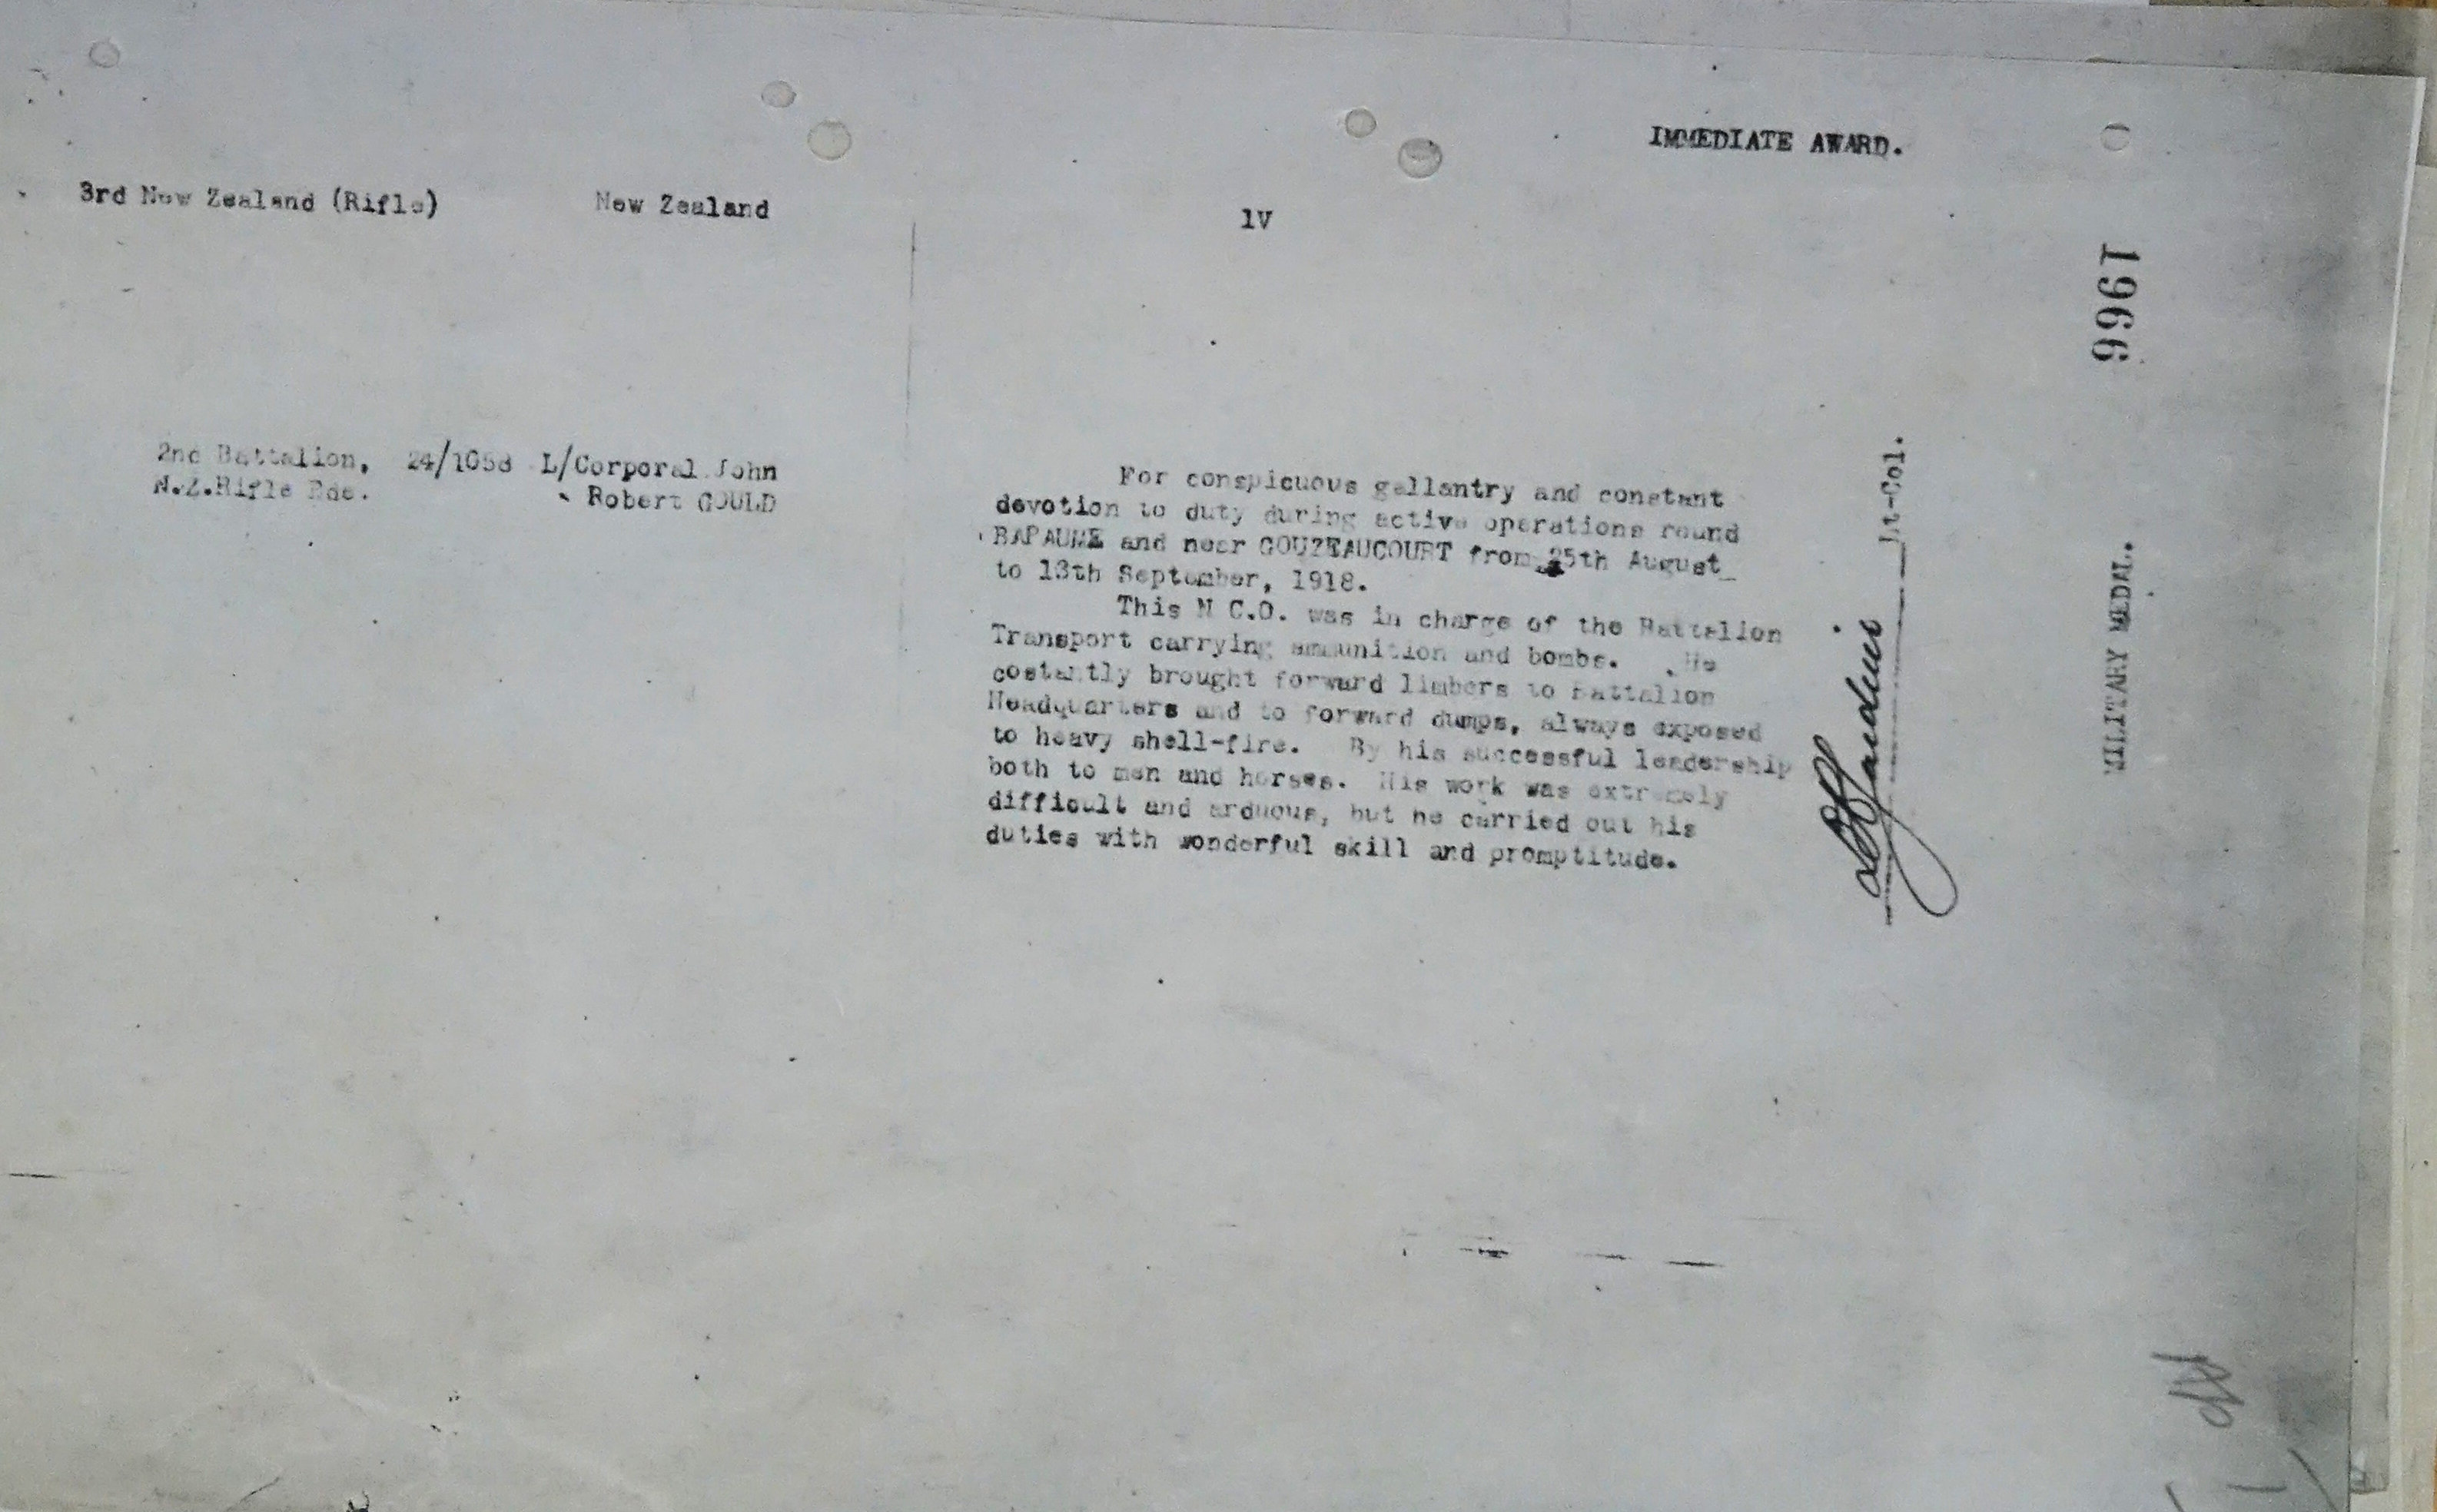 IMMEDIATE AWARD.
3rd New Zealand (Rifle) New Zealand 1V
1966
2nd Battalion, 24/1058 L/Corporal John
N.Z.Rifle Bde. Robert GOULD
For conspicuous gallantry and constant
devotion to duty during active operations round
BAPAUME and near GOUZEAUCOURT from 25th August
to 13th September, 1918.
This N C.O. was in charge of the Battalion
Transport carrying ammunition and bombs. He
costantly brought forward limbers to Battalion
Headquarters and to forward dumps, always exposed
to heavy shell-fire. By his successful leadership
both to men and horses. His work was extremely
difficult and arduous, but he carried out his
duties with wonderful skill and promptitude.
Lt-Col.
MILITARY MEDAL.